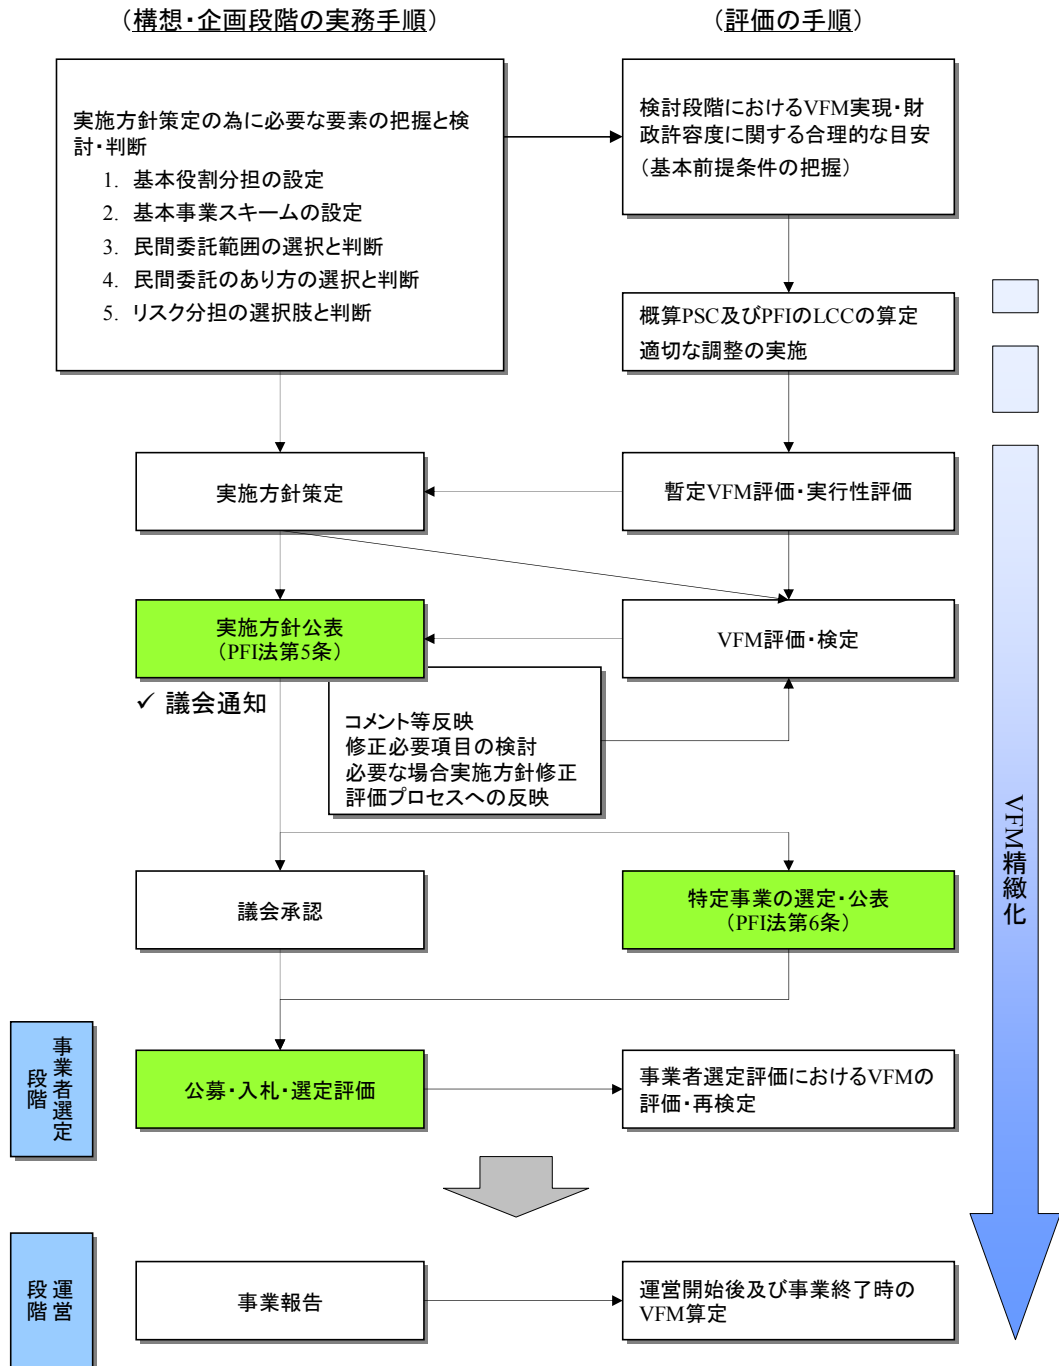 （構想・企画段階の実務手順）
（評価の手順）
実施方針策定の為に必要な要素の把握と検
討・判断
1. 基本役割分担の設定
2. 基本事業スキームの設定
3. 民間委託範囲の選択と判断
4. 民間委託のあり方の選択と判断
5. リスク分担の選択肢と判断
検討段階におけるVFM実現・財
政許容度に関する合理的な目安
（基本前提条件の把握）
概算PSC及びPFIのLCCの算定
適切な調整の実施
実施方針策定
暫定VFM評価・実行性評価
実施方針公表
（PFI法第5条）
VFM評価・検定
✓ 議会通知
コメント等反映
修正必要項目の検討
必要な場合実施方針修正
評価プロセスへの反映
議会承認
特定事業の選定・公表
（PFI法第6条）
VFM精緻化
事業者選定
段階
公募・入札・選定評価
事業者選定評価におけるVFMの
評価・再検定
運営
段階
事業報告
運営開始後及び事業終了時の
VFM算定